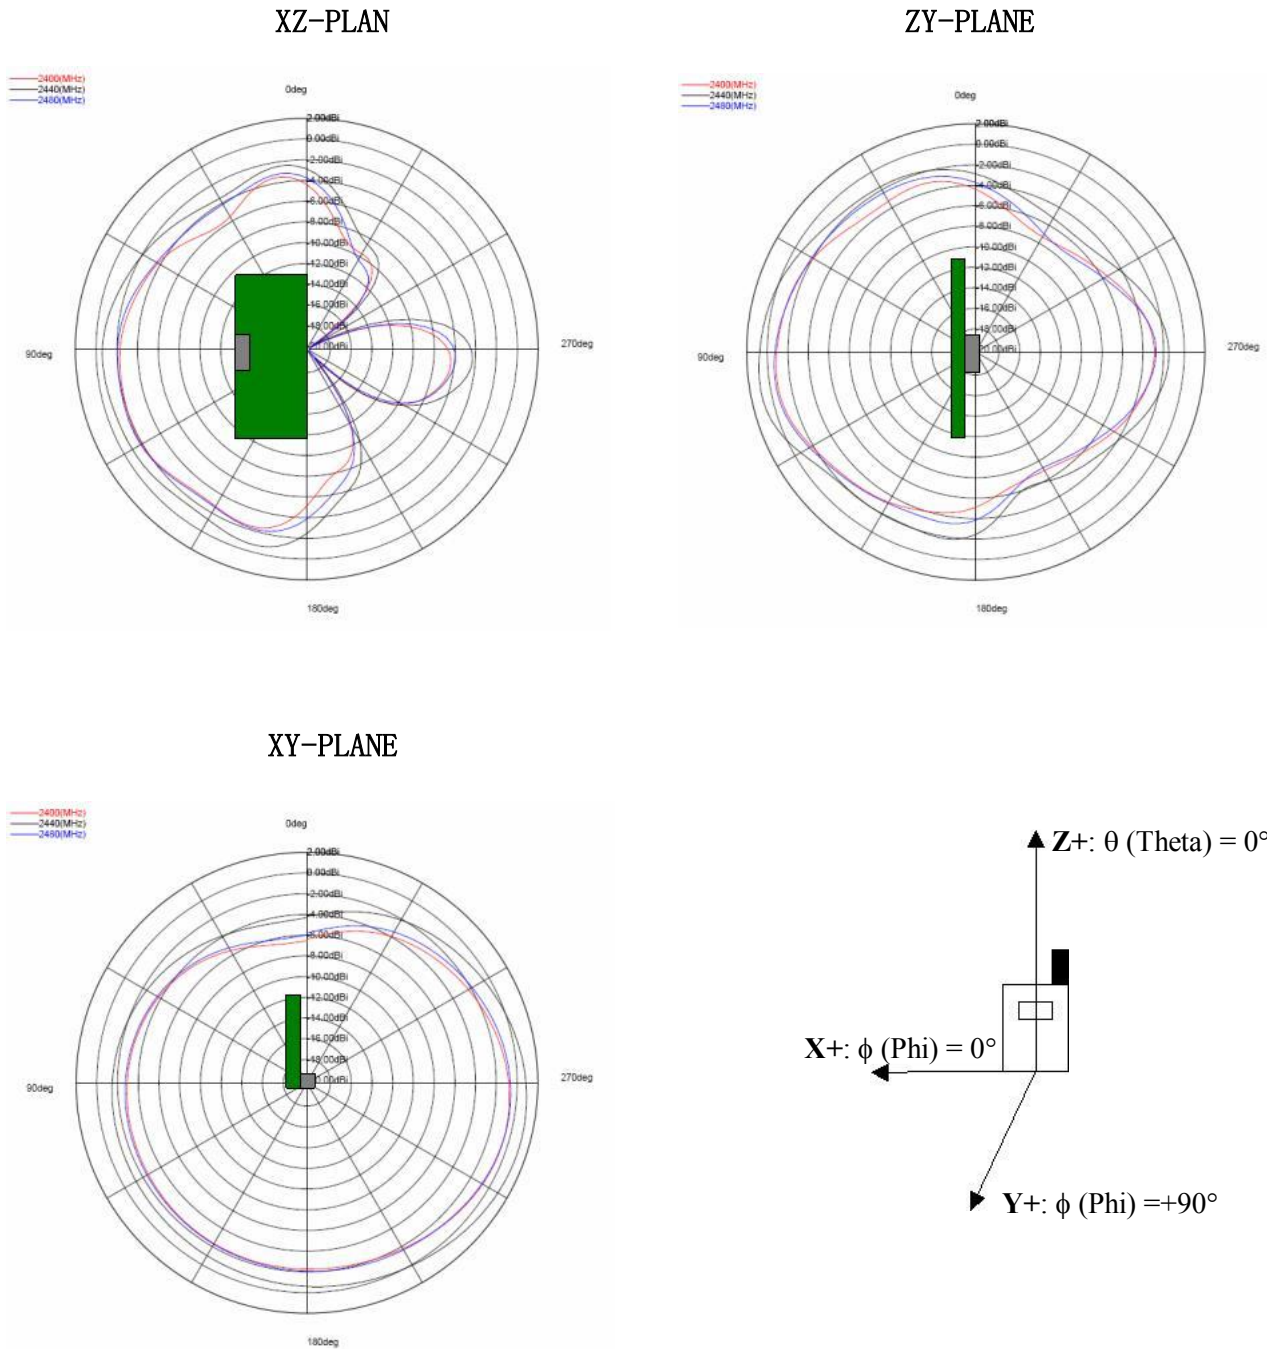 XZ-PLAN
2400(MHz)
2440(MHz)
2480(MHz)
0deg
2.00dBi
0.00dBi
-2.00dBi
-4.00dBi
-6.00dBi
-8.00dBi
-10.00dBi
-12.00dBi
-14.00dBi
-16.00dBi
-18.00dBi
-20.00dBi
90deg
270deg
180deg
ZY-PLANE
2400(MHz)
2440(MHz)
2480(MHz)
0deg
2.00dBi
0.00dBi
-2.00dBi
-4.00dBi
-6.00dBi
-8.00dBi
-10.00dBi
-12.00dBi
-14.00dBi
-16.00dBi
-18.00dBi
-20.00dBi
90deg
270deg
180deg
XY-PLANE
2400(MHz)
2440(MHz)
2480(MHz)
0deg
2.00dBi
0.00dBi
-2.00dBi
-4.00dBi
-6.00dBi
-8.00dBi
-10.00dBi
-12.00dBi
-14.00dBi
-16.00dBi
-18.00dBi
90deg
270deg
180deg
Z+: θ (Theta) = 0°
X+: ϕ (Phi) = 0°
Y+: ϕ (Phi) =+90°